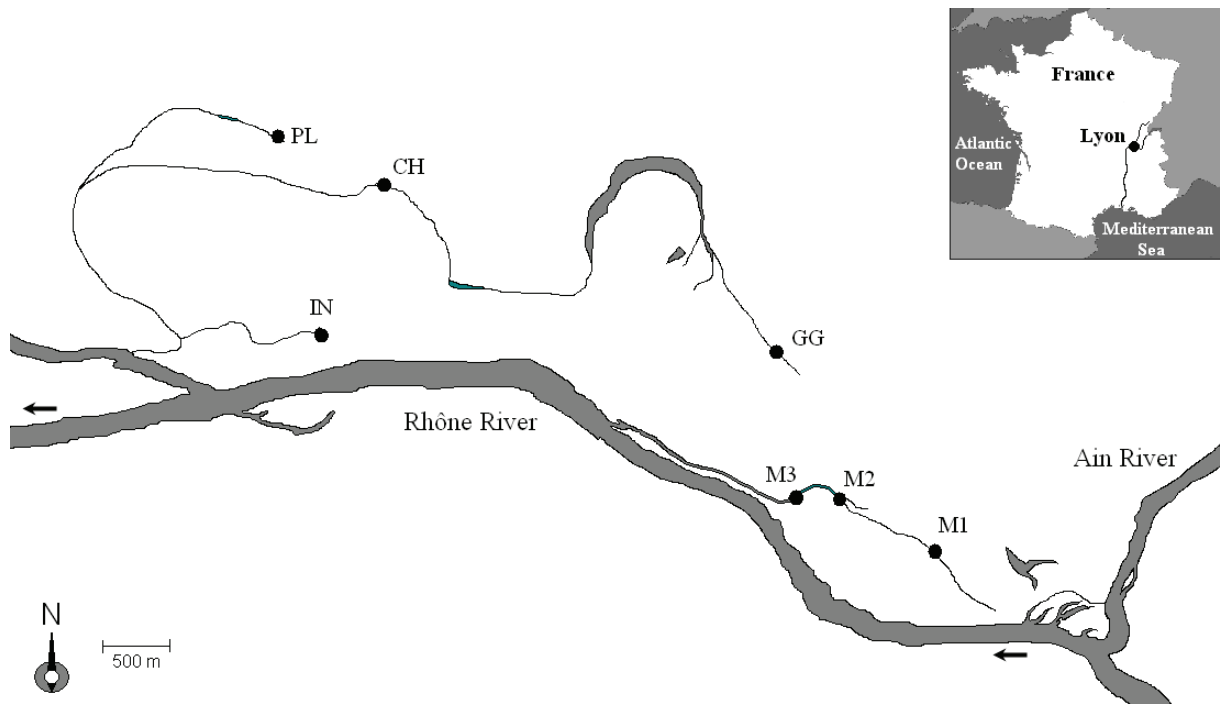 France
Lyon
Atlantic
Ocean
Mediterranean
Sea
PL
CH
IN
GG
Rhône River
Ain River
M3
M2
M1
N
500 m